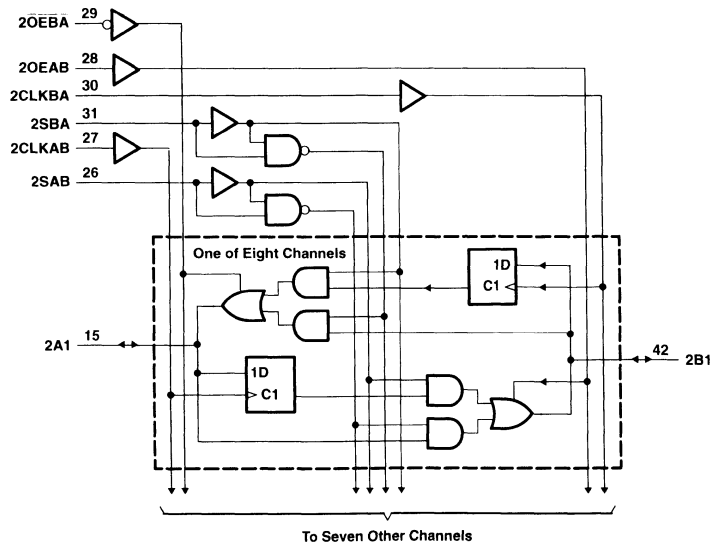 2O̅E̅B̅A̅ 29
2OEAB 28
2CLKBA 30
2SBA 31
2CLKAB 27
2SAB 26
One of Eight Channels
1D
C1
2A1 15
42 2B1
1D
C1
To Seven Other Channels